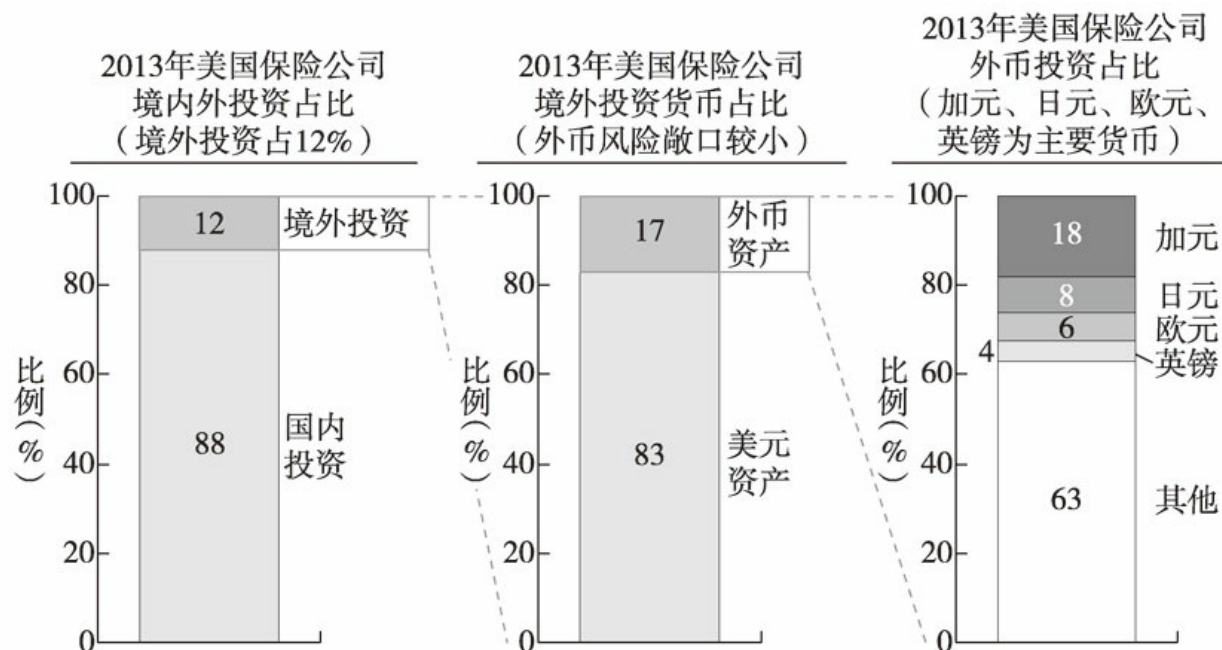 2013年美国保险公司
境内外投资占比
（境外投资占12%）
100
80
60
40
20
0
比例(%)
12
境外投资
88
国内
投资
2013年美国保险公司
境外投资货币占比
（外币风险敞口较小）
100
80
60
40
20
0
比例(%)
17
外币
资产
83
美元
资产
2013年美国保险公司
外币投资占比
（加元、日元、欧元、
英镑为主要货币）
100
80
60
40
20
0
比例(%)
18
加元
8
日元
6
欧元
4
英镑
63
其他